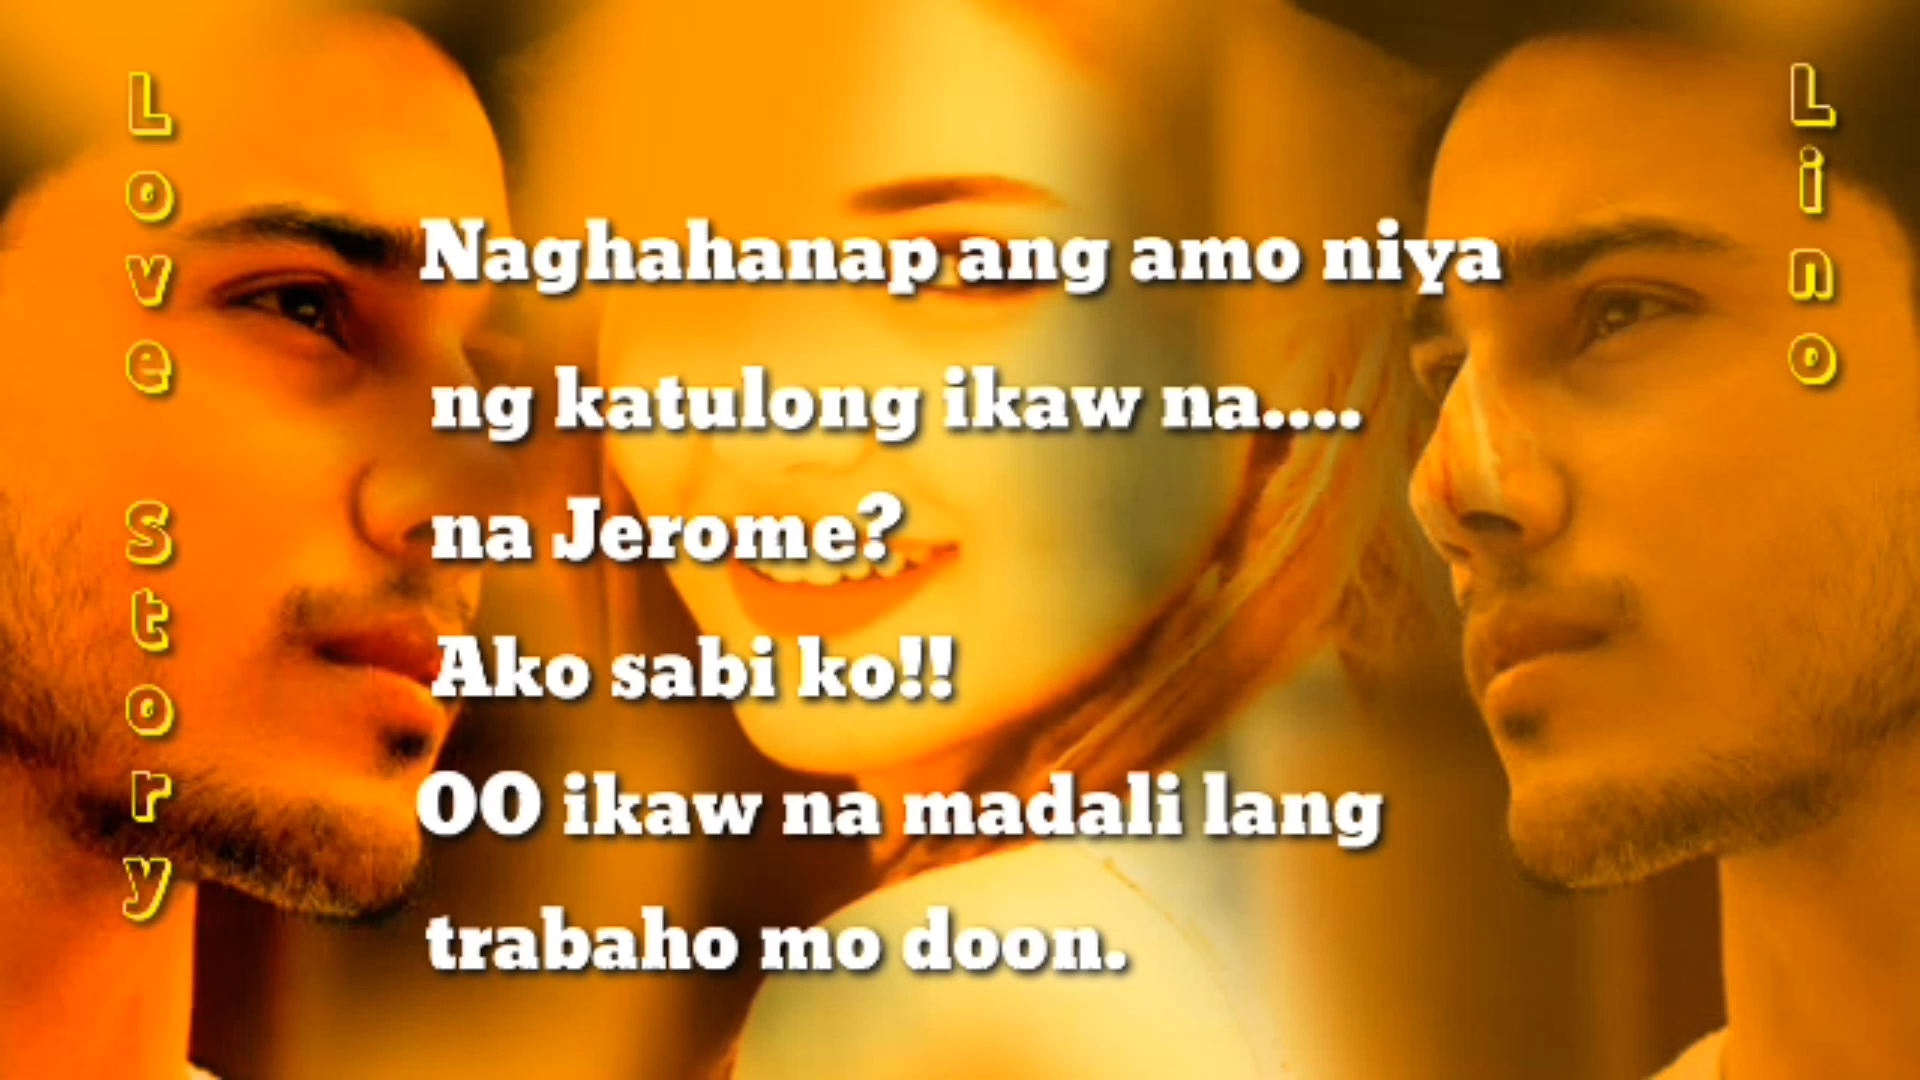 Love Story
Lino
Naghahanap ang amo niya
ng katulong ikaw na....
na Jerome?
Ako sabi ko!!
OO ikaw na madali lang
trabaho mo doon.